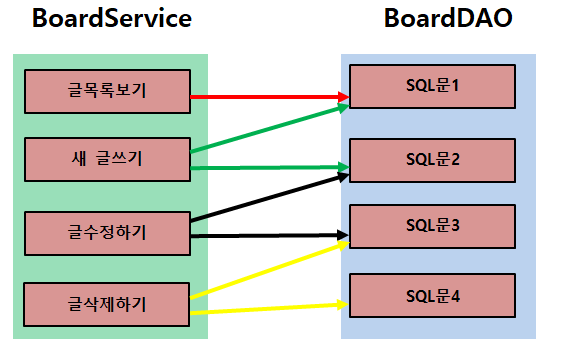 BoardService
BoardDAO
글목록보기
새 글쓰기
글수정하기
글삭제하기
SQL문1
SQL문2
SQL문3
SQL문4